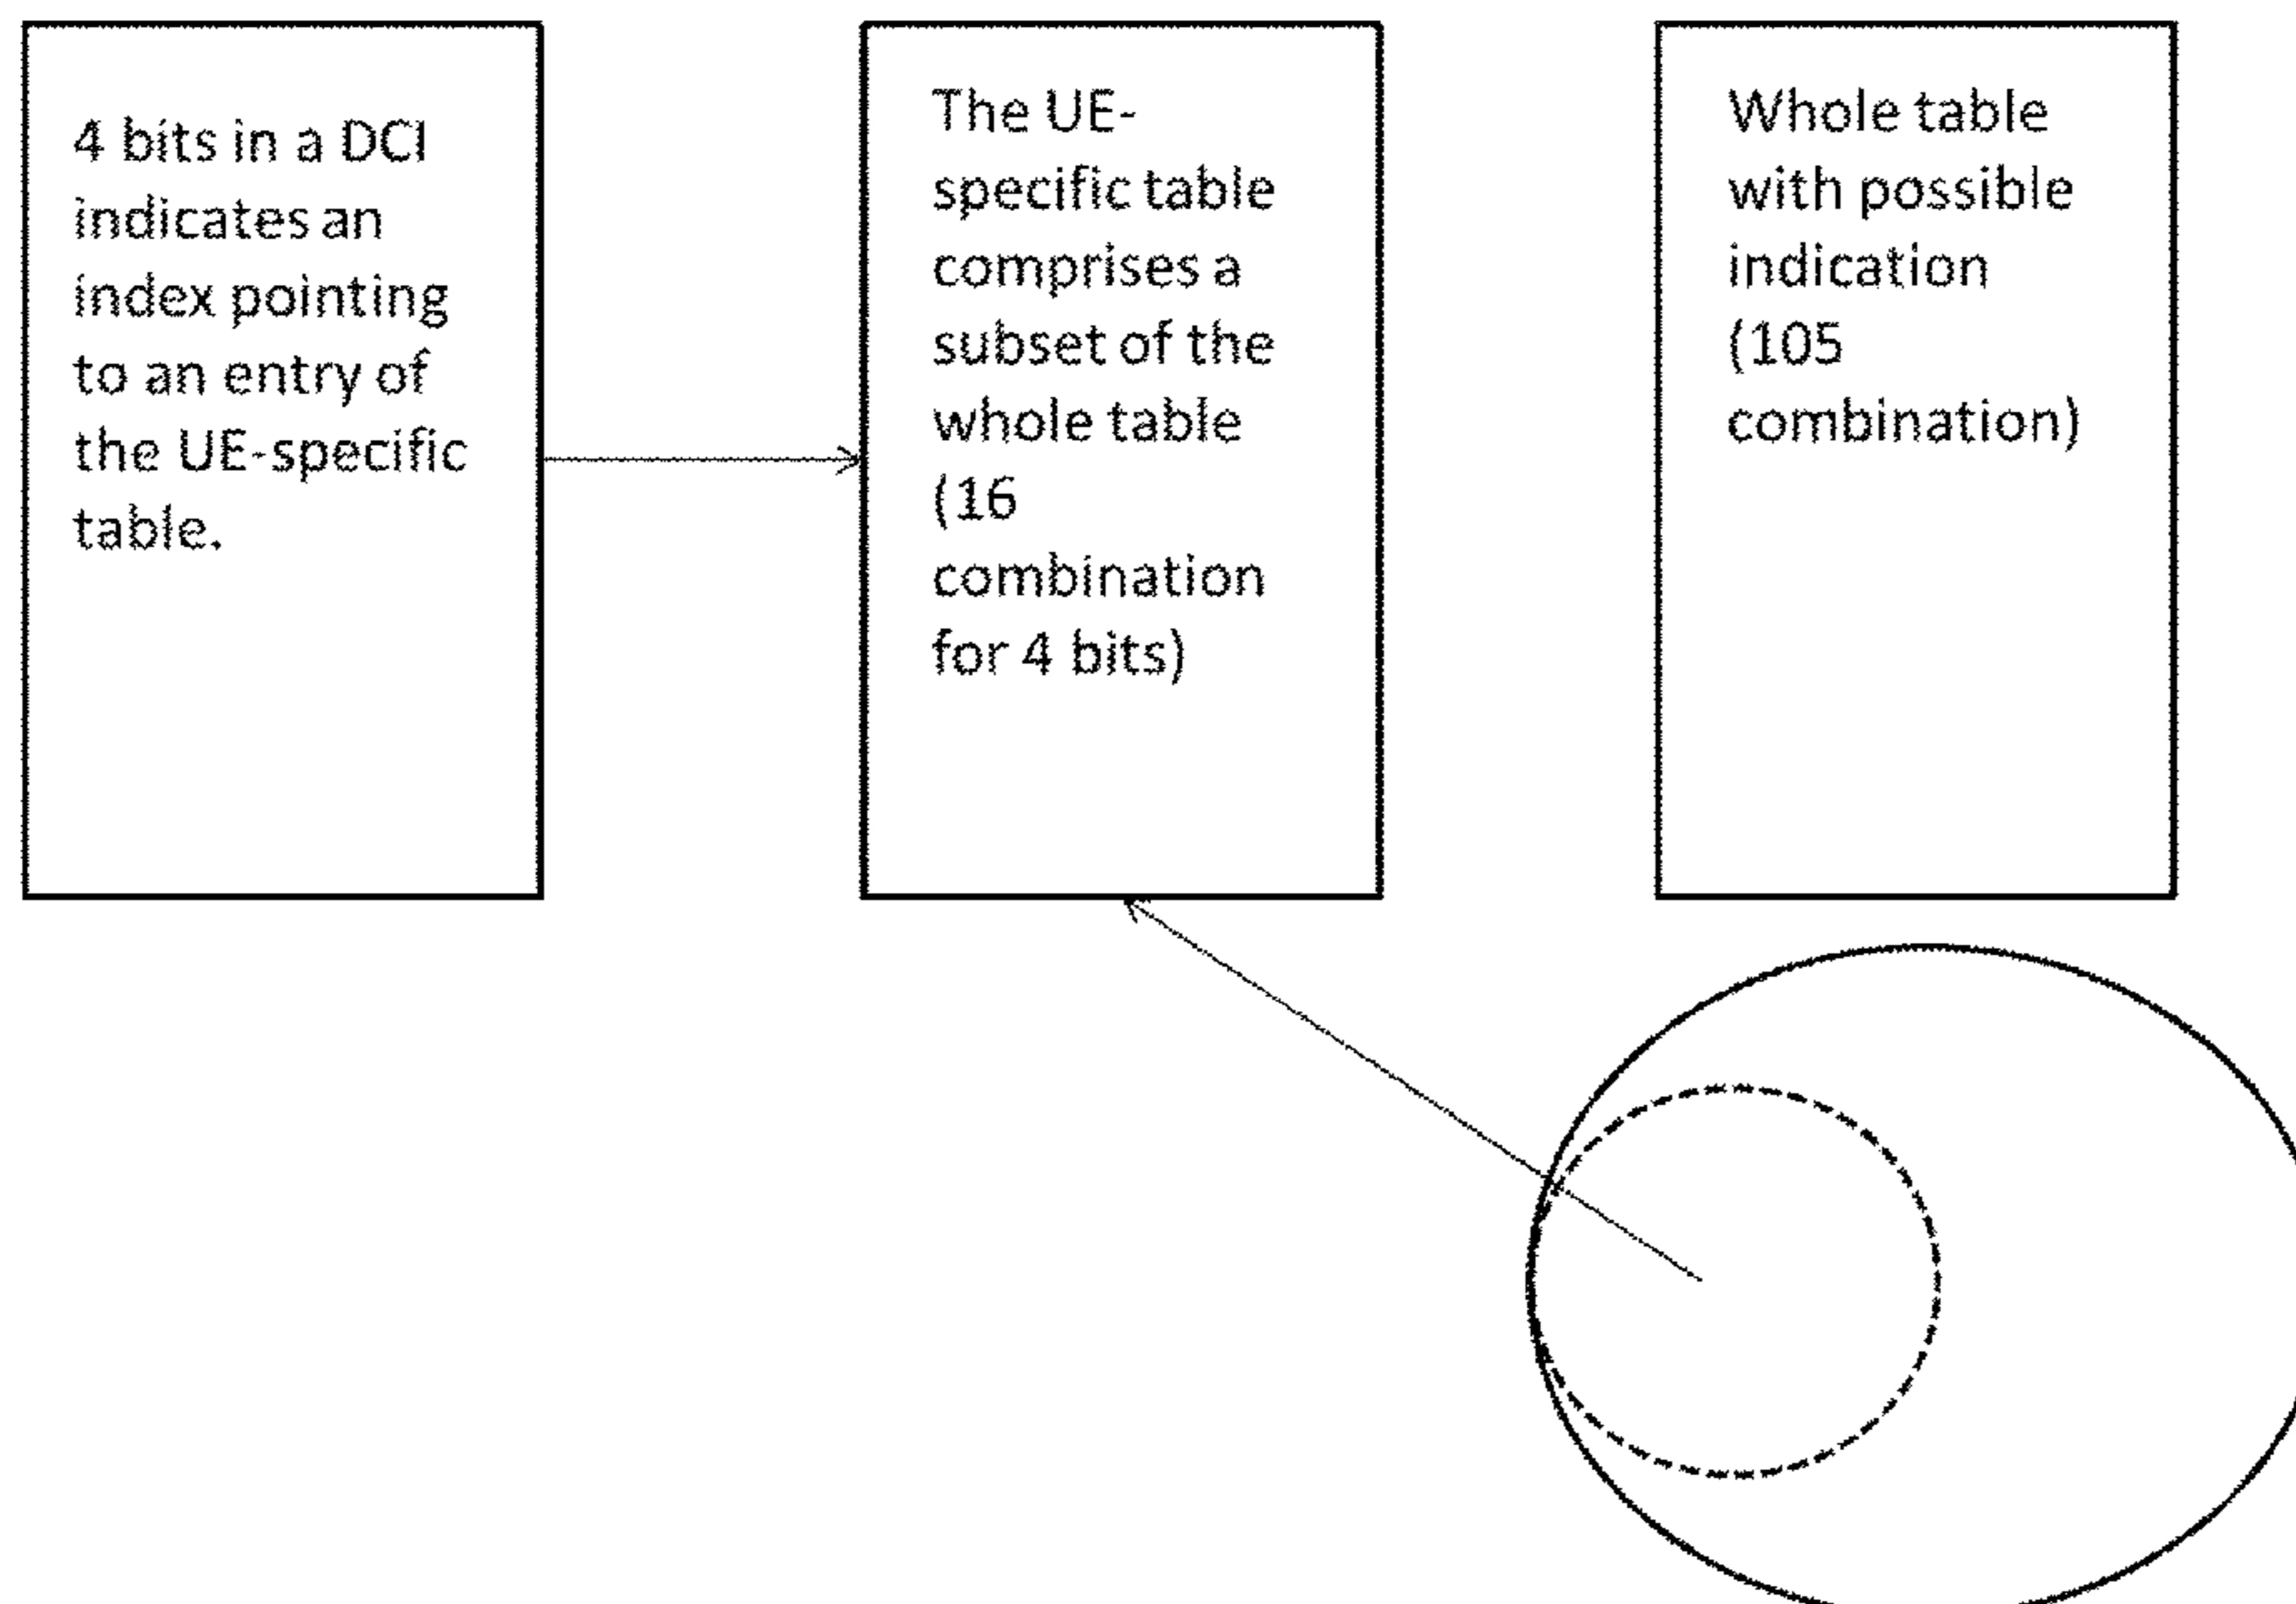 4 bits in a DCI
indicates an
index pointing
to an entry of
the UE-specific
table.
The UE-
specific table
comprises a
subset of the
whole table
(16
combination
for 4 bits)
Whole table
with possible
indication
(105
combination)